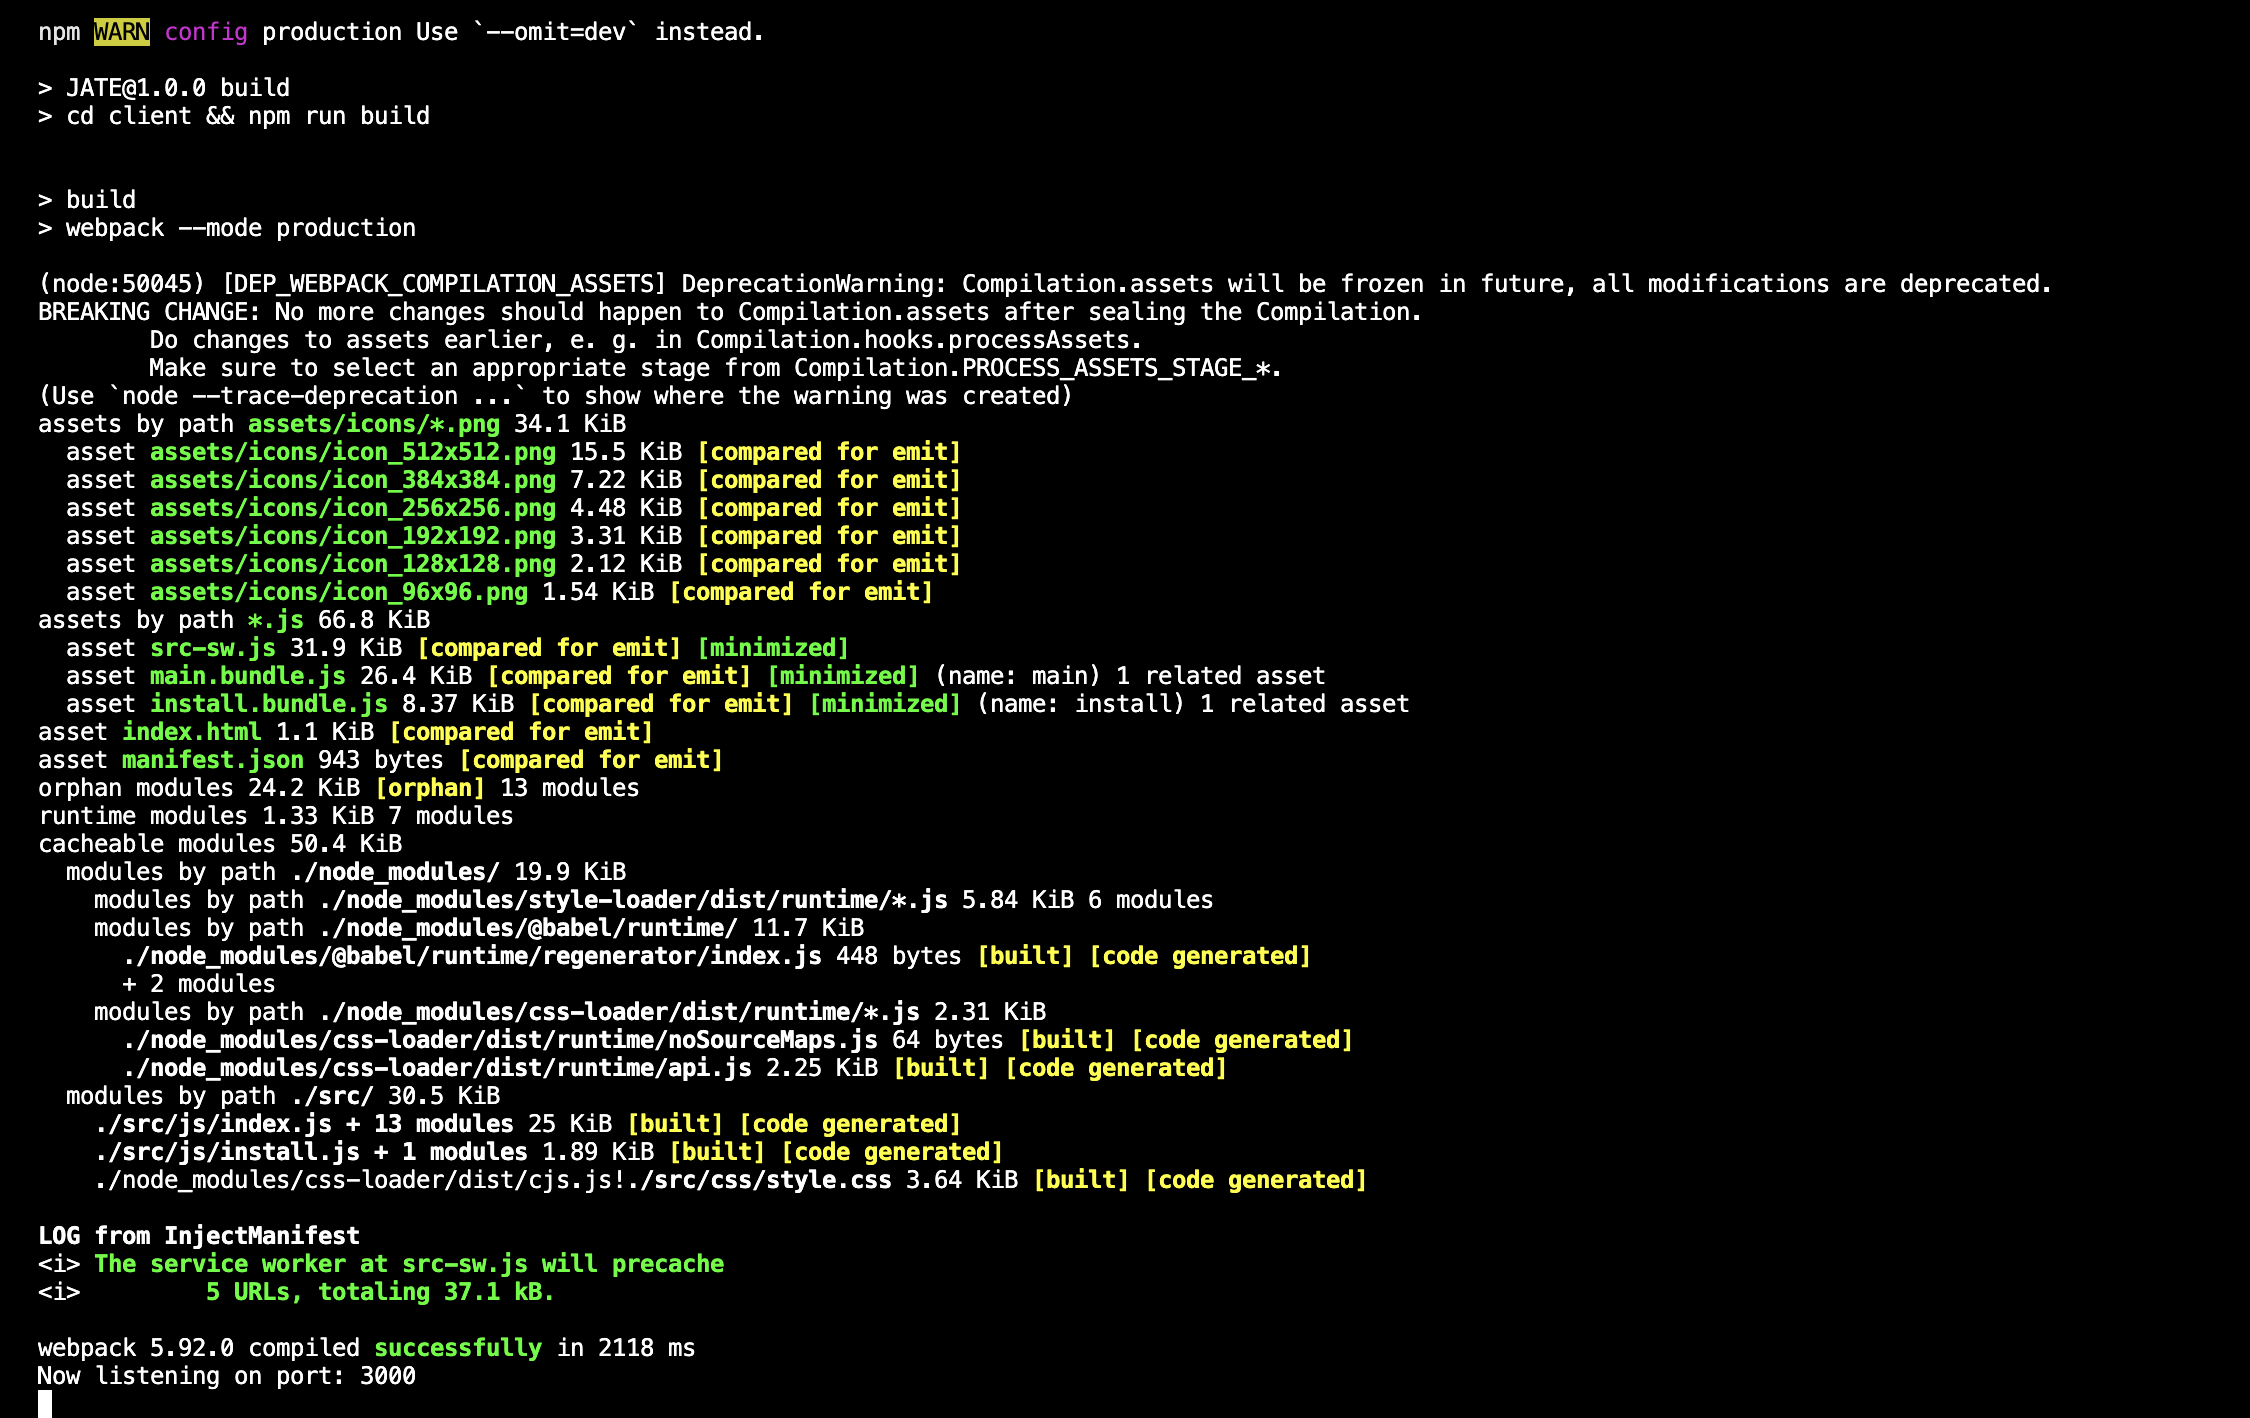 npm WARN config production Use `--omit=dev` instead.
> JATE@1.0.0 build
> cd client && npm run build
> build
> webpack --mode production
(node:50045) [DEP_WEBPACK_COMPILATION_ASSETS] DeprecationWarning: Compilation.assets will be frozen in future, all modifications are deprecated.
BREAKING CHANGE: No more changes should happen to Compilation.assets after sealing the Compilation.
        Do changes to assets earlier, e. g. in Compilation.hooks.processAssets.
        Make sure to select an appropriate stage from Compilation.PROCESS_ASSETS_STAGE_*.
(Use `node --trace-deprecation ...` to show where the warning was created)
assets by path assets/icons/*.png 34.1 KiB
  asset assets/icons/icon_512x512.png 15.5 KiB [compared for emit]
  asset assets/icons/icon_384x384.png 7.22 KiB [compared for emit]
  asset assets/icons/icon_256x256.png 4.48 KiB [compared for emit]
  asset assets/icons/icon_192x192.png 3.31 KiB [compared for emit]
  asset assets/icons/icon_128x128.png 2.12 KiB [compared for emit]
  asset assets/icons/icon_96x96.png 1.54 KiB [compared for emit]
assets by path *.js 66.8 KiB
  asset src-sw.js 31.9 KiB [compared for emit] [minimized]
  asset main.bundle.js 26.4 KiB [compared for emit] [minimized] (name: main) 1 related asset
  asset install.bundle.js 8.37 KiB [compared for emit] [minimized] (name: install) 1 related asset
asset index.html 1.1 KiB [compared for emit]
asset manifest.json 943 bytes [compared for emit]
orphan modules 24.2 KiB [orphan] 13 modules
runtime modules 1.33 KiB 7 modules
cacheable modules 50.4 KiB
  modules by path ./node_modules/ 19.9 KiB
    modules by path ./node_modules/style-loader/dist/runtime/*.js 5.84 KiB 6 modules
    modules by path ./node_modules/@babel/runtime/ 11.7 KiB
      ./node_modules/@babel/runtime/regenerator/index.js 448 bytes [built] [code generated]
      + 2 modules
    modules by path ./node_modules/css-loader/dist/runtime/*.js 2.31 KiB
      ./node_modules/css-loader/dist/runtime/noSourceMaps.js 64 bytes [built] [code generated]
      ./node_modules/css-loader/dist/runtime/api.js 2.25 KiB [built] [code generated]
  modules by path ./src/ 30.5 KiB
    ./src/js/index.js + 13 modules 25 KiB [built] [code generated]
    ./src/js/install.js + 1 modules 1.89 KiB [built] [code generated]
    ./node_modules/css-loader/dist/cjs.js!./src/css/style.css 3.64 KiB [built] [code generated]
LOG from InjectManifest
<i> The service worker at src-sw.js will precache
<i>         5 URLs, totaling 37.1 kB.
webpack 5.92.0 compiled successfully in 2118 ms
Now listening on port: 3000